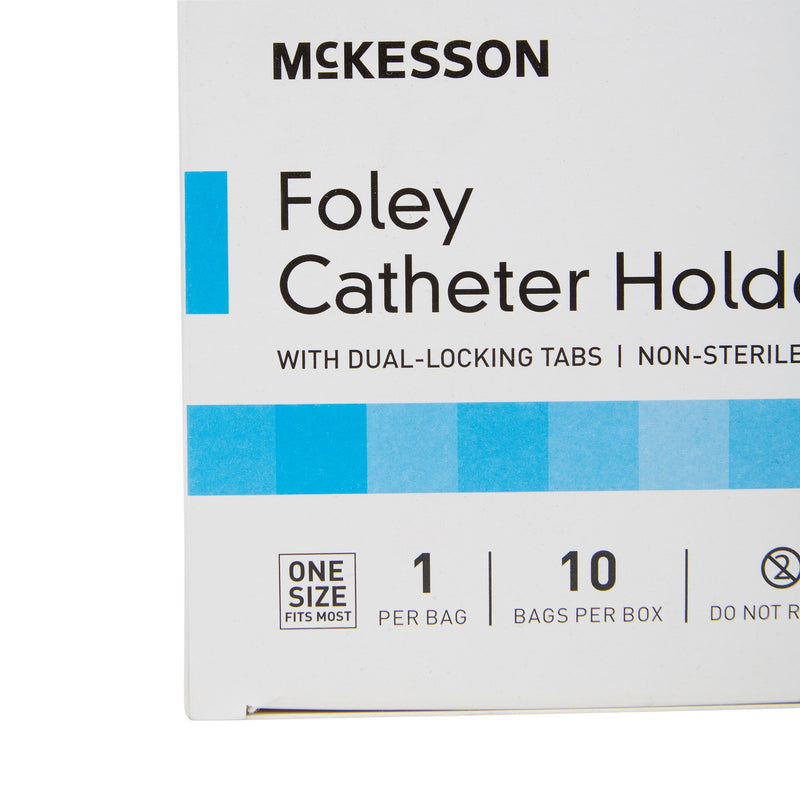 McKESSON
Foley
Catheter Holde
WITH DUAL-LOCKING TABS | NON-STERILE
ONE
SIZE
FITS MOST
1
PER BAG
10
BAGS PER BOX
2
DO NOT R